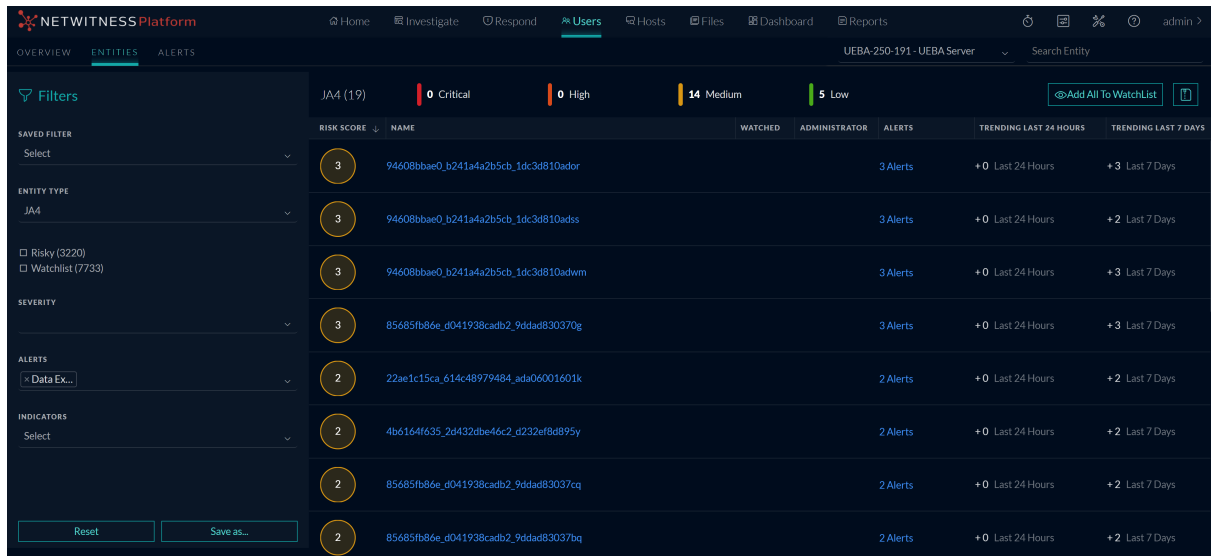 NETWITNESS Platform Home Investigate Respond Users Hosts Files Dashboard Reports admin >
OVERVIEW ENTITIES ALERTS UEBA-250-191 - UEBA Server Search Entity
Filters
JA4 (19) 0 Critical 0 High 14 Medium 5 Low Add All To WatchList
SAVED FILTER
Select
ENTITY TYPE
JA4
Risky (3220)
Watchlist (7733)
SEVERITY
ALERTS
× Data Ex...
INDICATORS
Select
Reset Save as...
RISK SCORE ↓ NAME WATCHED ADMINISTRATOR ALERTS TRENDING LAST 24 HOURS TRENDING LAST 7 DAYS
3 94608bbae0_b241a4a2b5cb_1dc3d810ador 3 Alerts +0 Last 24 Hours +3 Last 7 Days
3 94608bbae0_b241a4a2b5cb_1dc3d810adss 3 Alerts +0 Last 24 Hours +2 Last 7 Days
3 94608bbae0_b241a4a2b5cb_1dc3d810adwm 3 Alerts +0 Last 24 Hours +3 Last 7 Days
3 85685fb86e_d041938cadb2_9ddad830370g 3 Alerts +0 Last 24 Hours +3 Last 7 Days
2 22ae1c15ca_614c48979484_ada06001601k 2 Alerts +0 Last 24 Hours +2 Last 7 Days
2 4b6164f635_2d432dbe46c2_d232ef8d895y 2 Alerts +0 Last 24 Hours +2 Last 7 Days
2 85685fb86e_d041938cadb2_9ddad83037cq 2 Alerts +0 Last 24 Hours +2 Last 7 Days
2 85685fb86e_d041938cadb2_9ddad83037bq 2 Alerts +0 Last 24 Hours +2 Last 7 Days